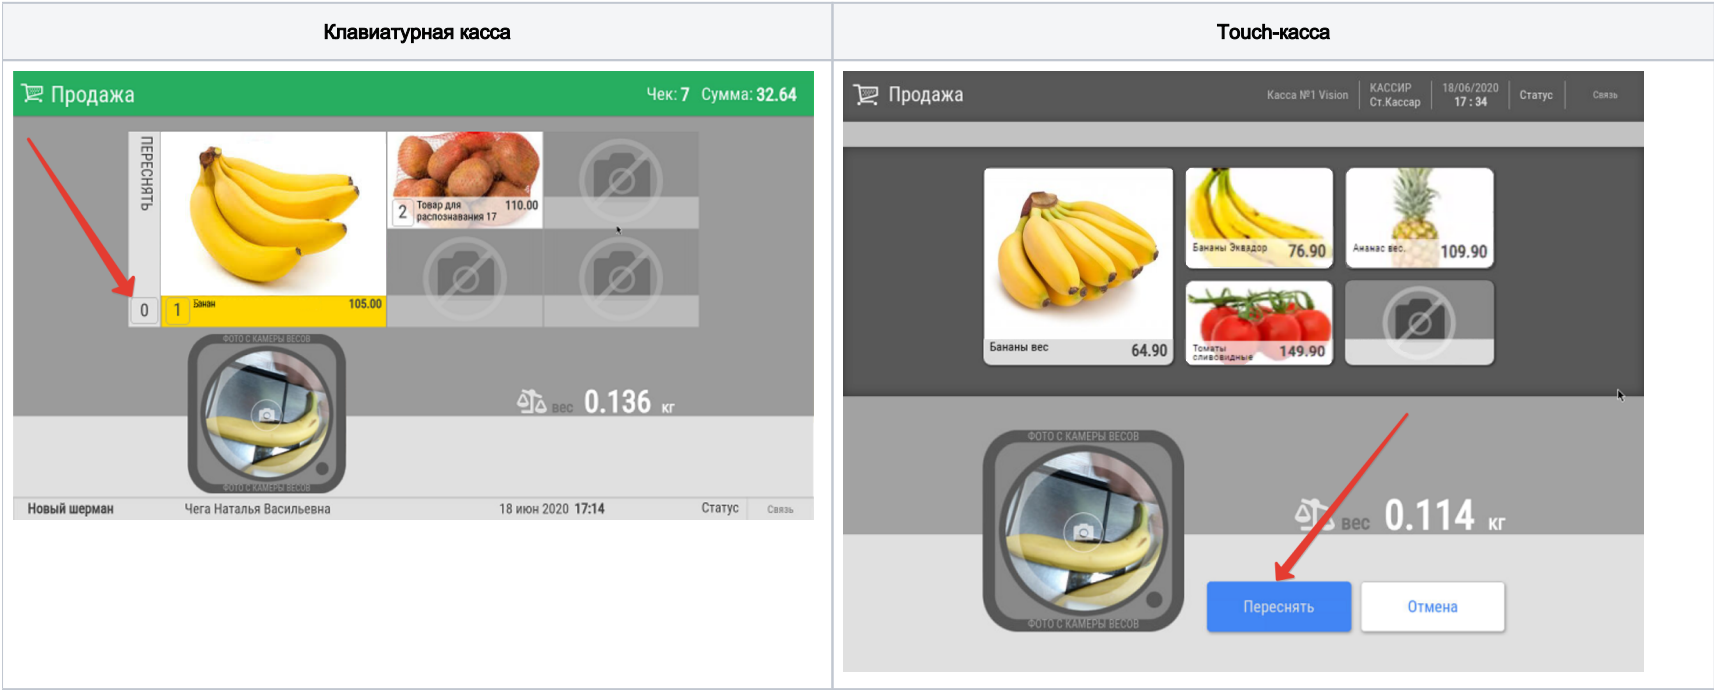 Клавиатурная касса
Touch-касса
Продажа
Чек: 7 Сумма: 32.64
ПЕРЕСНЯТЬ
0
1
Банан
105.00
2
Товар для
распознавания 17
110.00
ФОТО С КАМЕРЫ ВЕСОВ
вес 0.136 кг
ФОТО С КАМЕРЫ ВЕСОВ
Новый шерман
Чега Наталья Васильевна
18 июн 2020 17:14
Статус
Связь
Продажа
Касса №1 Vision
КАССИР
Ст.Кассар
18/06/2020
17 : 34
Статус
Связь
Бананы вес
64.90
Бананы Эквадор
76.90
Ананас вес.
109.90
Томаты
сливовидные
149.90
ФОТО С КАМЕРЫ ВЕСОВ
вес 0.114 кг
ФОТО С КАМЕРЫ ВЕСОВ
Переснять
Отмена